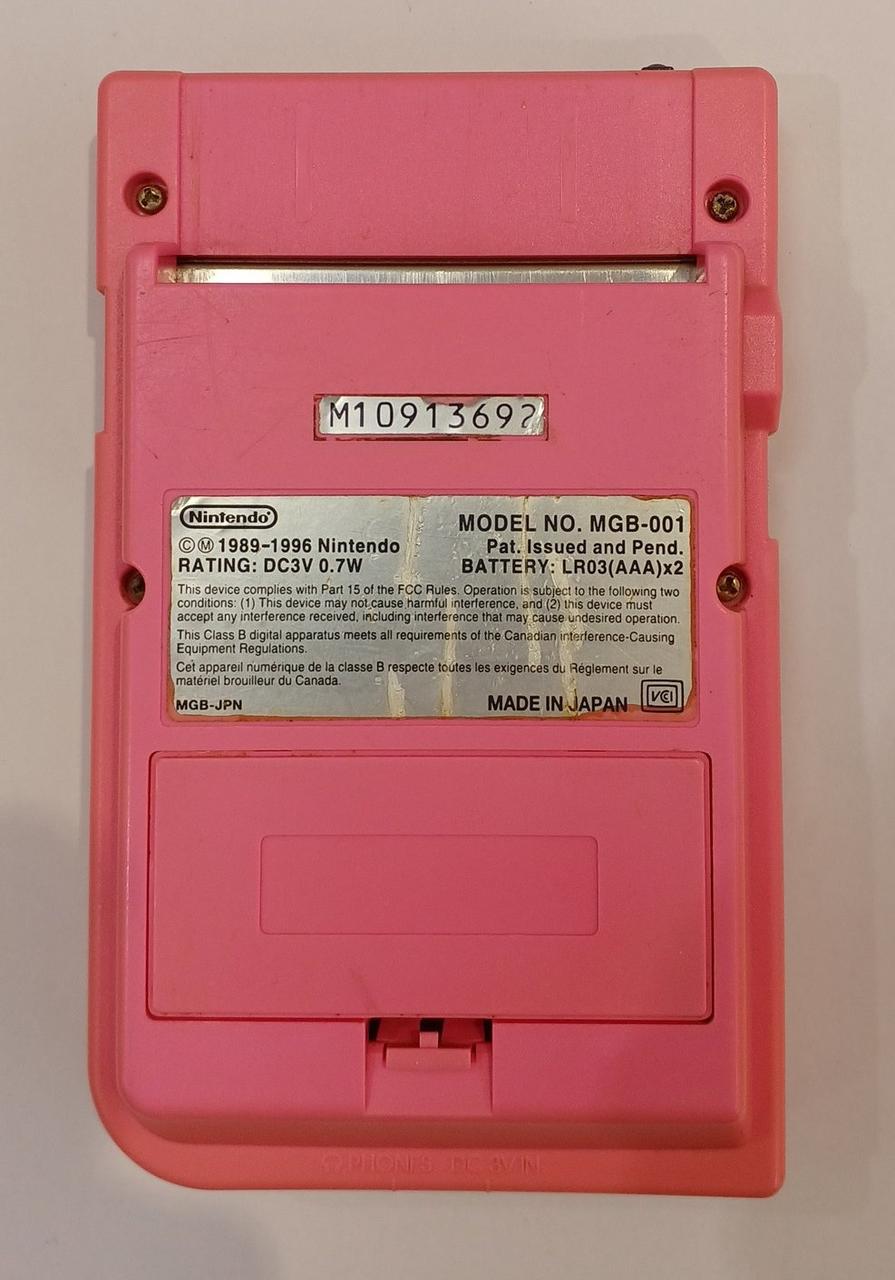 M10913692
Nintendo
MODEL NO. MGB-001
©Ⓜ 1989-1996 Nintendo
Pat. Issued and Pend.
RATING: DC3V 0.7W
BATTERY: LR03(AAA)x2
This device complies with Part 15 of the FCC Rules. Operation is subject to the following two
conditions: (1) This device may not cause harmful interference, and (2) this device must
accept any interference received, including interference that may cause undesired operation.
This Class B digital apparatus meets all requirements of the Canadian interference-Causing
Equipment Regulations.
Cet appareil numérique de la classe B respecte toutes les exigences du Réglement sur le
matériel brouilleur du Canada.
MGB-JPN
MADE IN JAPAN
VCI
PHONES DC 3V IN